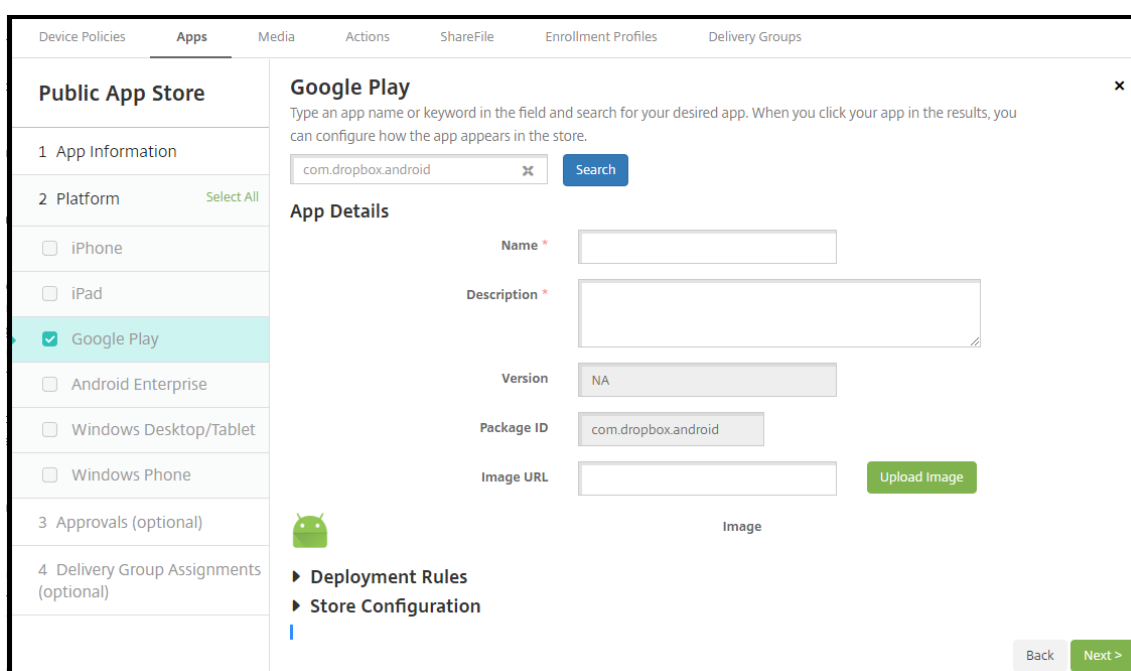 Device Policies Apps Media Actions ShareFile Enrollment Profiles Delivery Groups
Public App Store
1 App Information
2 Platform Select All
iPhone
iPad
Google Play
Android Enterprise
Windows Desktop/Tablet
Windows Phone
3 Approvals (optional)
4 Delivery Group Assignments
(optional)
Google Play
Type an app name or keyword in the field and search for your desired app. When you click your app in the results, you
can configure how the app appears in the store.
com.dropbox.android Search
App Details
Name *
Description *
Version NA
Package ID com.dropbox.android
Image URL Upload Image
Image
Deployment Rules
Store Configuration
Back Next >